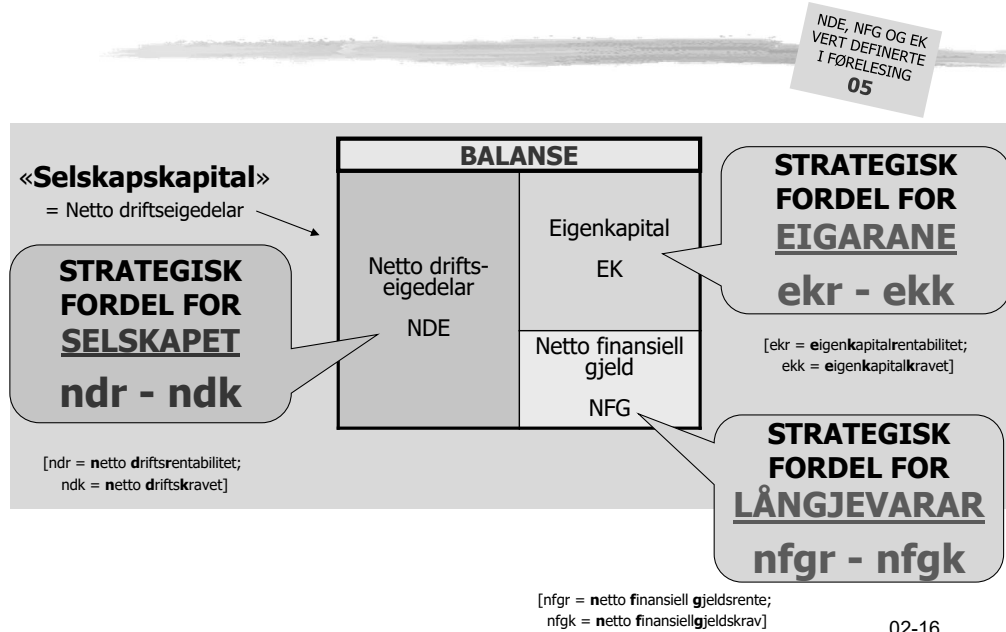 NDE, NFG OG EK
VERT DEFINERTE
I FØRELESING
05
BALANSE
«Selskapskapital»
= Netto driftseigedelar
STRATEGISK
FORDEL FOR
SELSKAPET
ndr - ndk
[ndr = netto driftsrentabilitet;
ndk = netto driftskravet]
Netto drifts-
eigedelar
NDE
Eigenkapital
EK
Netto finansiell
gjeld
NFG
STRATEGISK
FORDEL FOR
EIGARANE
ekr - ekk
[ekr = eigenkapitalrentabilitet;
ekk = eigenkapitalkravet]
STRATEGISK
FORDEL FOR
LÅNGJEVARAR
nfgr - nfgk
[nfgr = netto finansiell gjeldsrente;
nfgk = netto finansiellgjeldskrav]
02-16